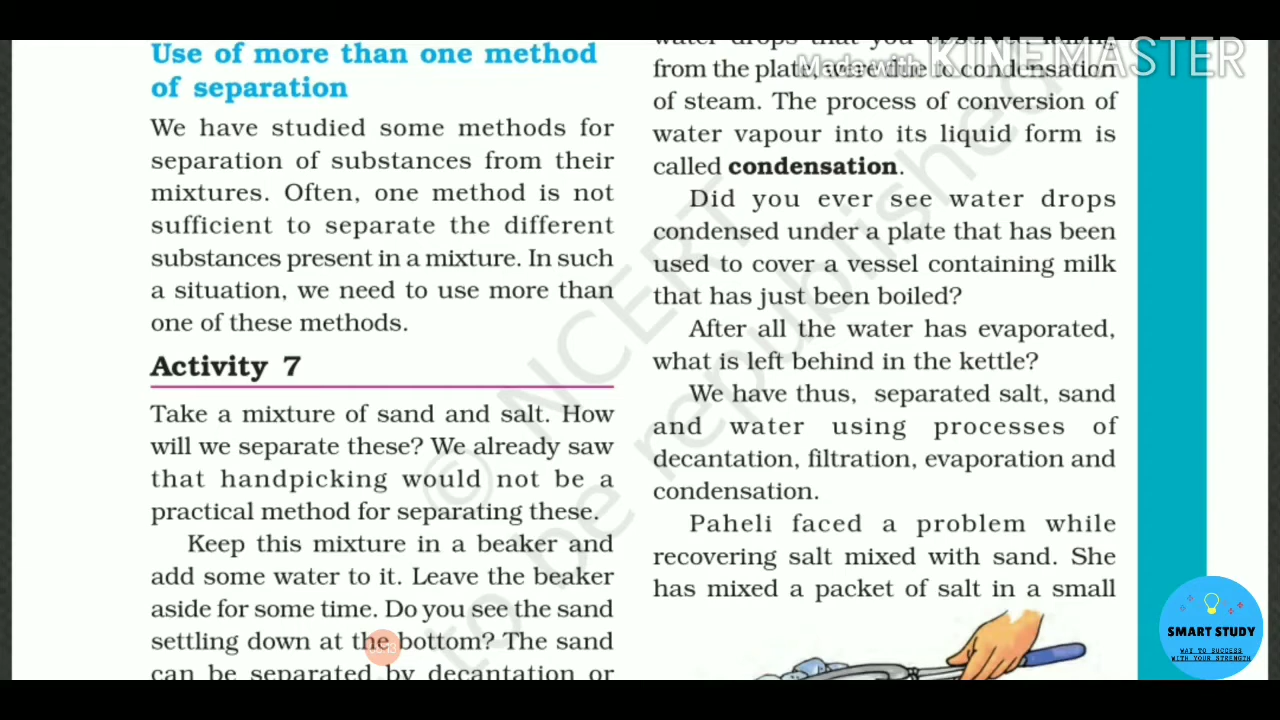 Use of more than one method
of separation
We have studied some methods for
separation of substances from their
mixtures. Often, one method is not
sufficient to separate the different
substances present in a mixture. In such
a situation, we need to use more than
one of these methods.
Activity 7
Take a mixture of sand and salt. How
will we separate these? We already saw
that handpicking would not be a
practical method for separating these.
Keep this mixture in a beaker and
add some water to it. Leave the beaker
aside for some time. Do you see the sand
settling down at the bottom? The sand
can be separated by decantation or
water drops that you
from the plate, were due to condensation
of steam. The process of conversion of
water vapour into its liquid form is
called condensation.
Did you ever see water drops
condensed under a plate that has been
used to cover a vessel containing milk
that has just been boiled?
After all the water has evaporated,
what is left behind in the kettle?
We have thus, separated salt, sand
and water using processes of
decantation, filtration, evaporation and
condensation.
Paheli faced a problem while
recovering salt mixed with sand. She
has mixed a packet of salt in a small
Made with KINEMASTER
© NCERT
to be republished
SMART STUDY
WAY TO SUCCESS
WITH YOUR STRENGTH